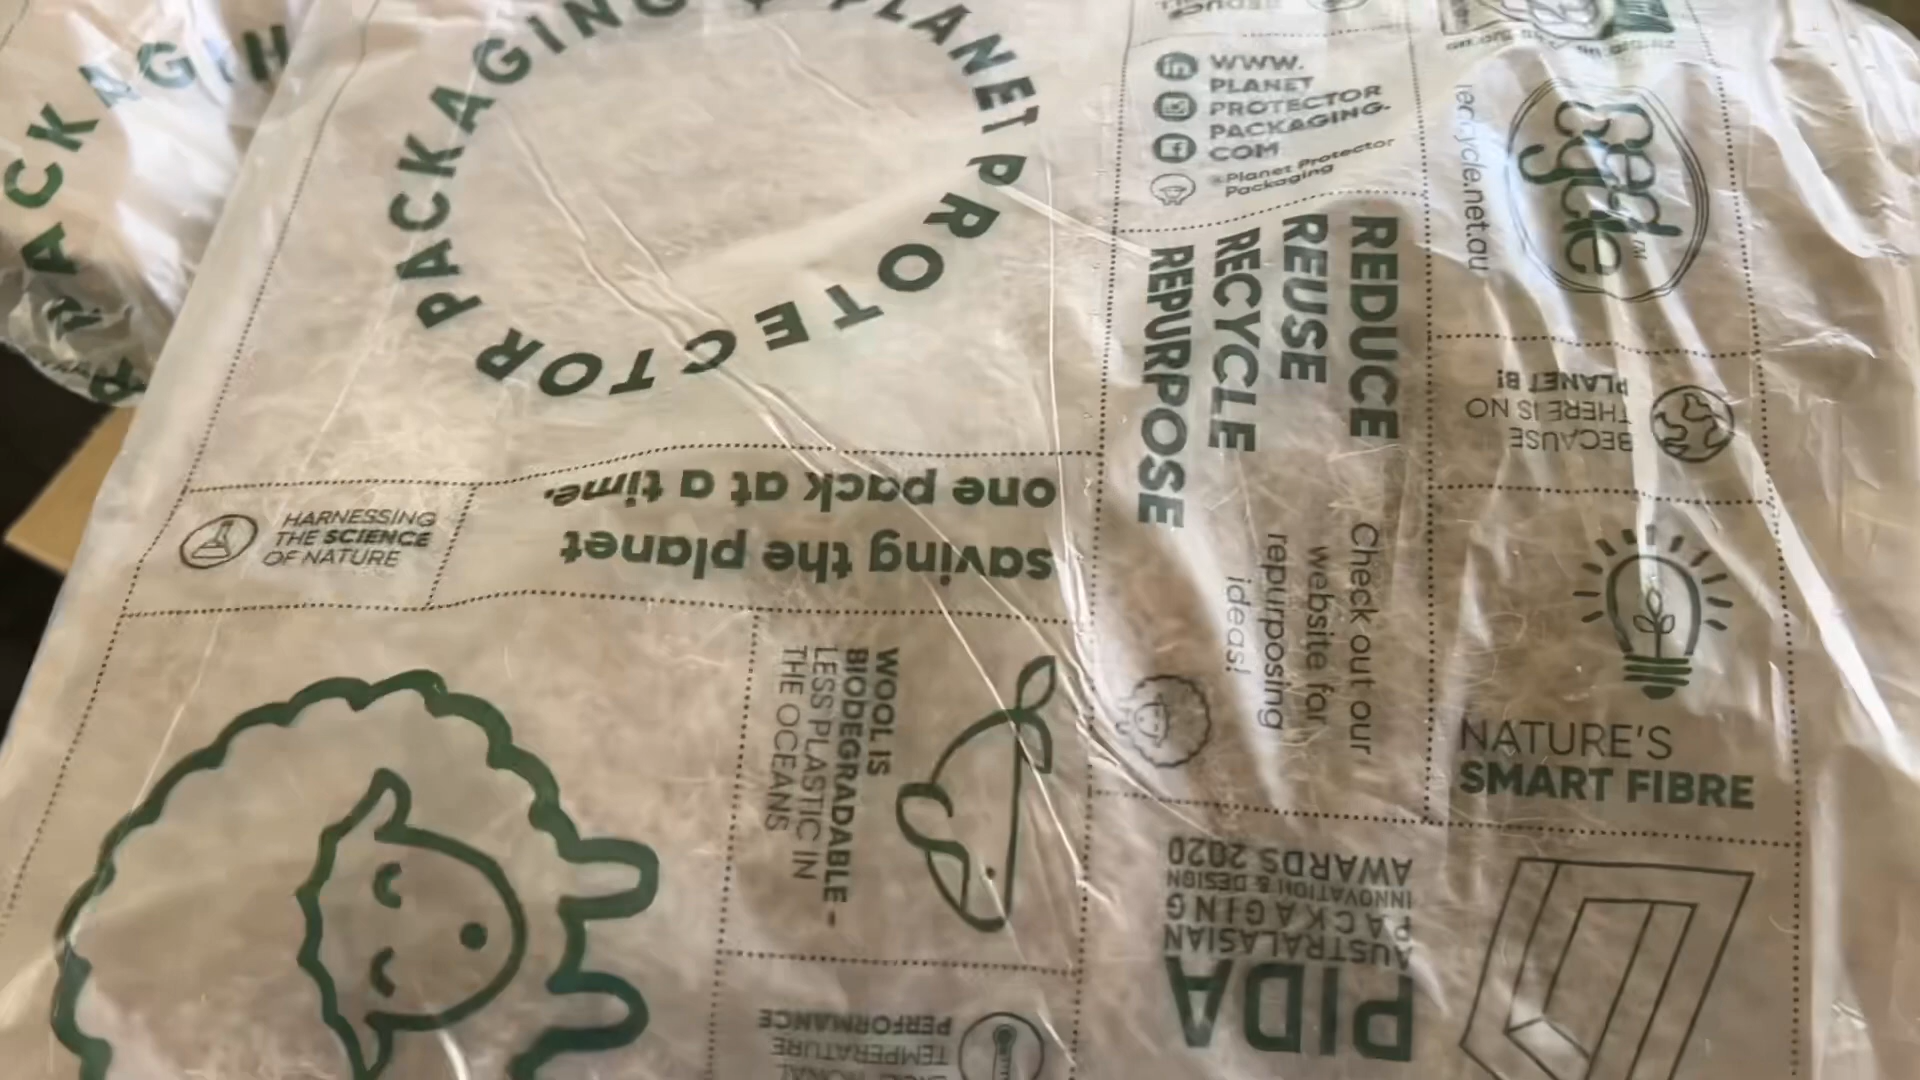 PLANET PROTECTOR PACKAGING
PACKAGING
WWW.
PLANET
PROTECTOR
PACKAGING.
COM
@Planet Protector
Packaging
red
cycle™
recycle.net.au
REDUCE
REUSE
RECYCLE
REPURPOSE
Check out our
website for
repurposing
ideas!
BECAUSE
THERE IS NO
PLANET B!
NATURE'S
SMART FIBRE
HARNESSING
THE SCIENCE
OF NATURE
saving the planet
one pack at a time.
WOOL IS
BIODEGRADABLE -
LESS PLASTIC IN
THE OCEANS
TEMPERATURE
PERFORMANCE
PIDA
AUSTRALASIAN
PACKAGING
INNOVATION & DESIGN
AWARDS 2020